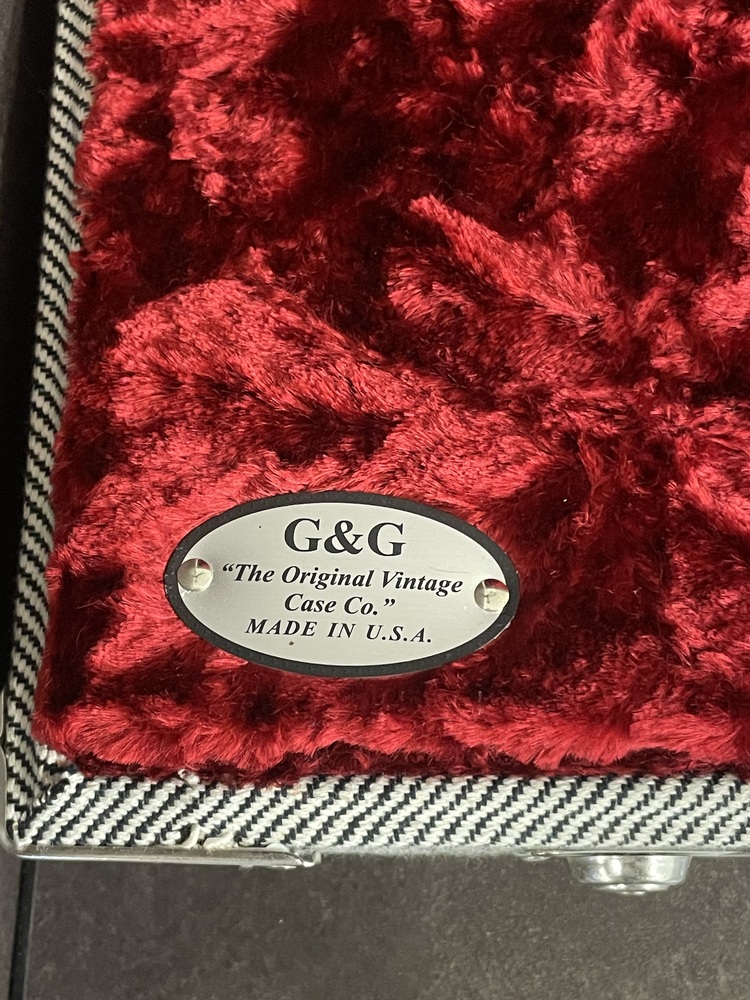 G&G
“The Original Vintage
Case Co.”
MADE IN U.S.A.